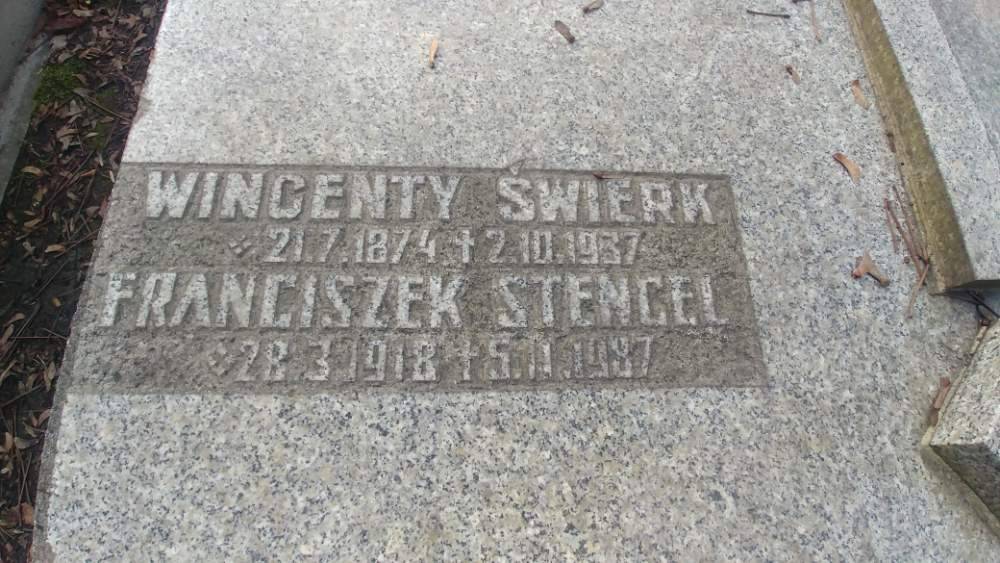 WINCENTY ŚWIERK
* 21.7.1874 † 2.10.1937
FRANCISZEK STENCEL
* 28.3.1918 † 5.11.1987